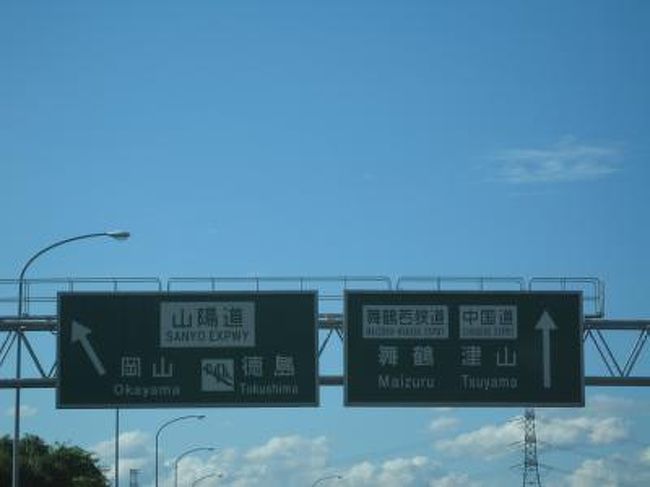 山陽道
SANYO EXPWY
岡山 徳島
Okayama Tokushima
舞鶴若狭道 中国道
舞鶴 津山
Maizuru Tsuyama